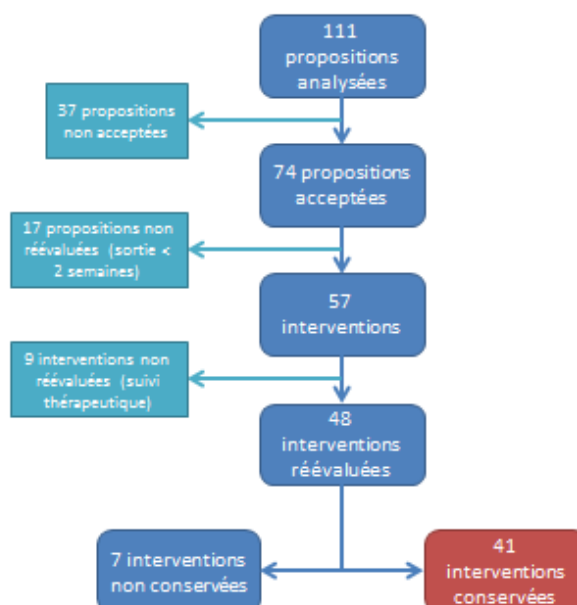 111
propositions
analysées
37 propositions
non acceptées
74 propositions
acceptées
17 propositions non
réévaluées (sortie <
2 semaines)
57
interventions
9 interventions non
réévaluées (suivi
thérapeutique)
48
interventions
réévaluées
7 interventions
non conservées
41
interventions
conservées